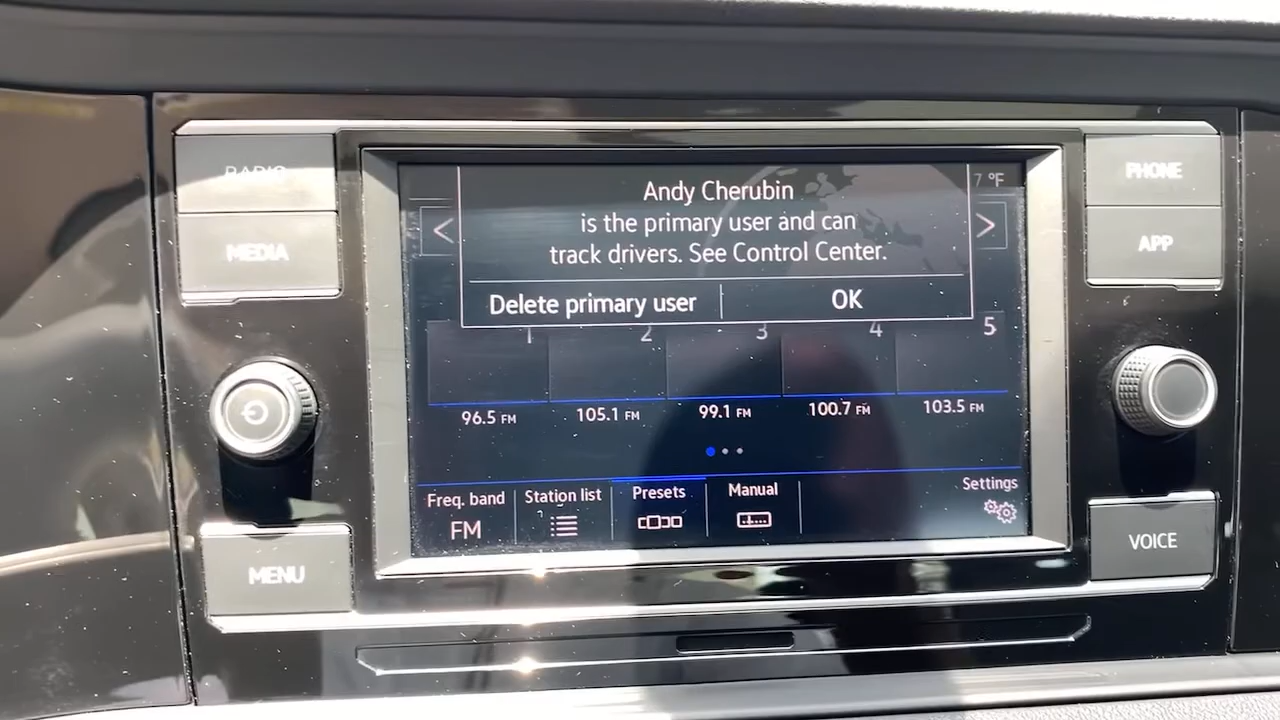 RADIO
MEDIA
MENU
PHONE
APP
VOICE
7 °F
<
>
Andy Cherubin
is the primary user and can
track drivers. See Control Center.
Delete primary user
OK
1
2
3
4
5
96.5 FM
105.1 FM
99.1 FM
100.7 FM
103.5 FM
Freq. band
FM
Station list
Presets
Manual
Settings